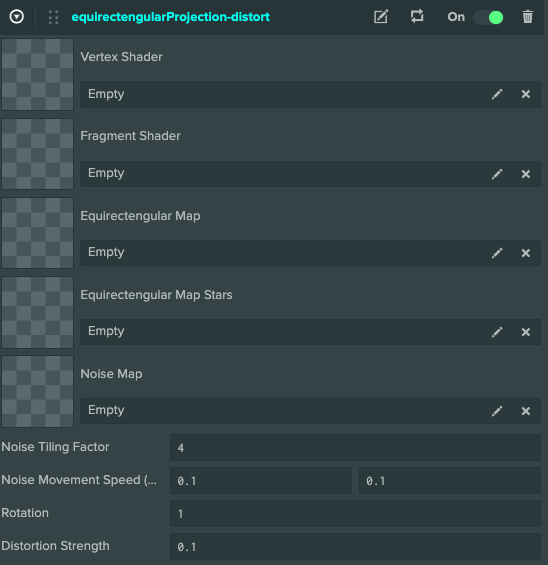 equirectengularProjection-distort
On
Vertex Shader
Empty
Fragment Shader
Empty
Equirectengular Map
Empty
Equirectengular Map Stars
Empty
Noise Map
Empty
Noise Tiling Factor 4
Noise Movement Speed (... 0.1 0.1
Rotation 1
Distortion Strength 0.1